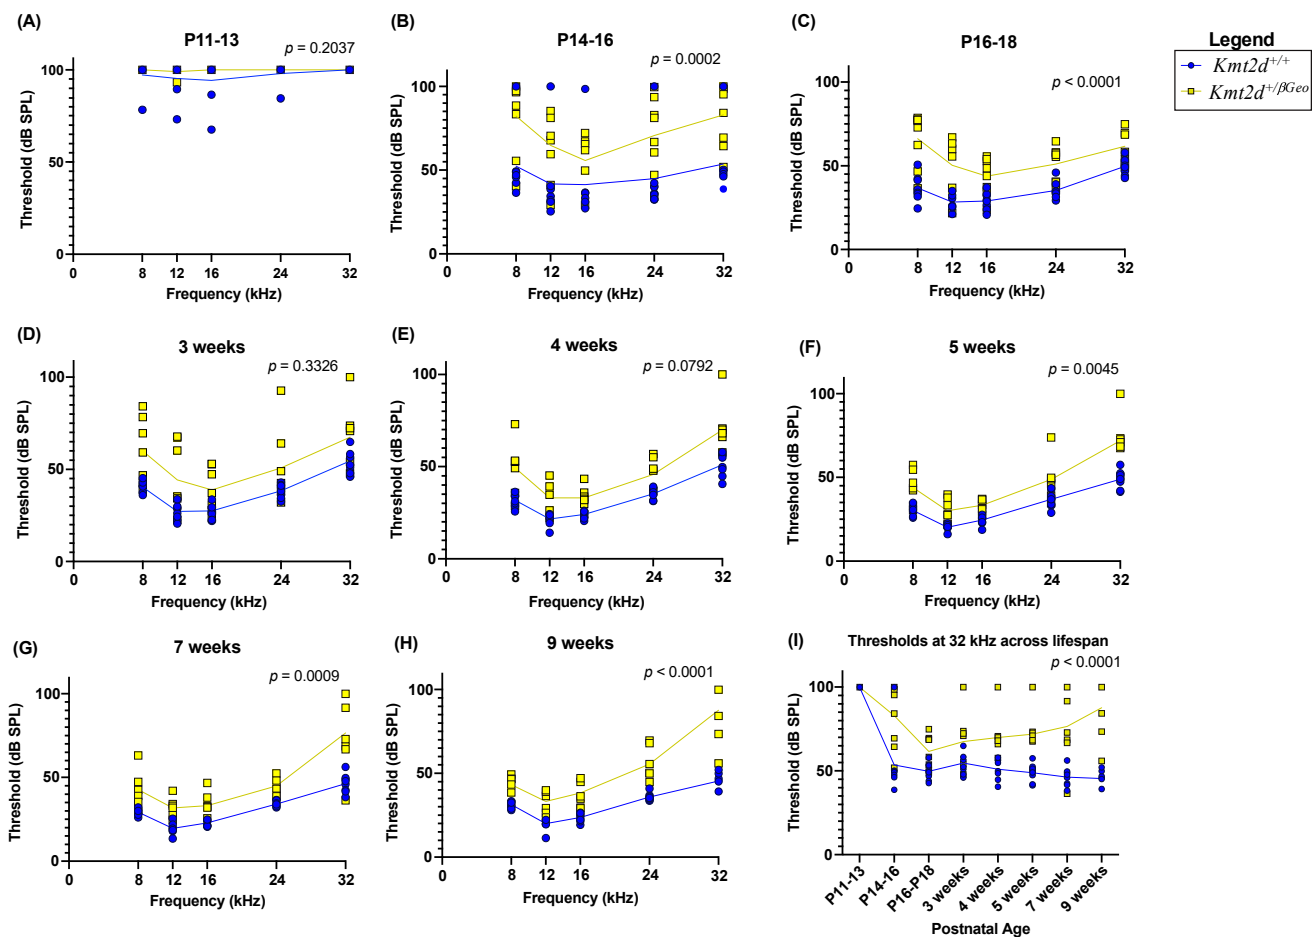 (A)
P11-13
p = 0.2037
100
50
0
Threshold (dB SPL)
0 8 12 16 24 32
Frequency (kHz)
(B)
P14-16
p = 0.0002
100
50
0
Threshold (dB SPL)
0 8 12 16 24 32
Frequency (kHz)
(C)
P16-18
p < 0.0001
100
50
0
Threshold (dB SPL)
0 8 12 16 24 32
Frequency (kHz)
Legend
Kmt2d+/+
Kmt2d+/βGeo
(D)
3 weeks
p = 0.3326
100
50
0
Threshold (dB SPL)
0 8 12 16 24 32
Frequency (kHz)
(E)
4 weeks
p = 0.0792
100
50
0
Threshold (dB SPL)
0 8 12 16 24 32
Frequency (kHz)
(F)
5 weeks
p = 0.0045
100
50
0
Threshold (dB SPL)
0 8 12 16 24 32
Frequency (kHz)
(G)
7 weeks
p = 0.0009
100
50
0
Threshold (dB SPL)
0 8 12 16 24 32
Frequency (kHz)
(H)
9 weeks
p < 0.0001
100
50
0
Threshold (dB SPL)
0 8 12 16 24 32
Frequency (kHz)
(I)
Thresholds at 32 kHz across lifespan
p < 0.0001
100
50
0
Threshold (dB SPL)
P11-13
P14-16
P16-P18
3 weeks
4 weeks
5 weeks
7 weeks
9 weeks
Postnatal Age